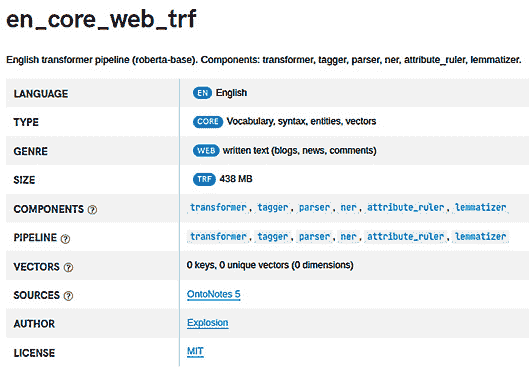 en_core_web_trf
English transformer pipeline (roberta-base). Components: transformer, tagger, parser, ner, attribute_ruler, lemmatizer.
LANGUAGE EN English
TYPE CORE Vocabulary, syntax, entities, vectors
GENRE WEB written text (blogs, news, comments)
SIZE TRF 438 MB
COMPONENTS ? transformer, tagger, parser, ner, attribute_ruler, lemmatizer
PIPELINE ? transformer, tagger, parser, ner, attribute_ruler, lemmatizer
VECTORS ? 0 keys, 0 unique vectors (0 dimensions)
SOURCES ? OntoNotes 5
AUTHOR Explosion
LICENSE MIT